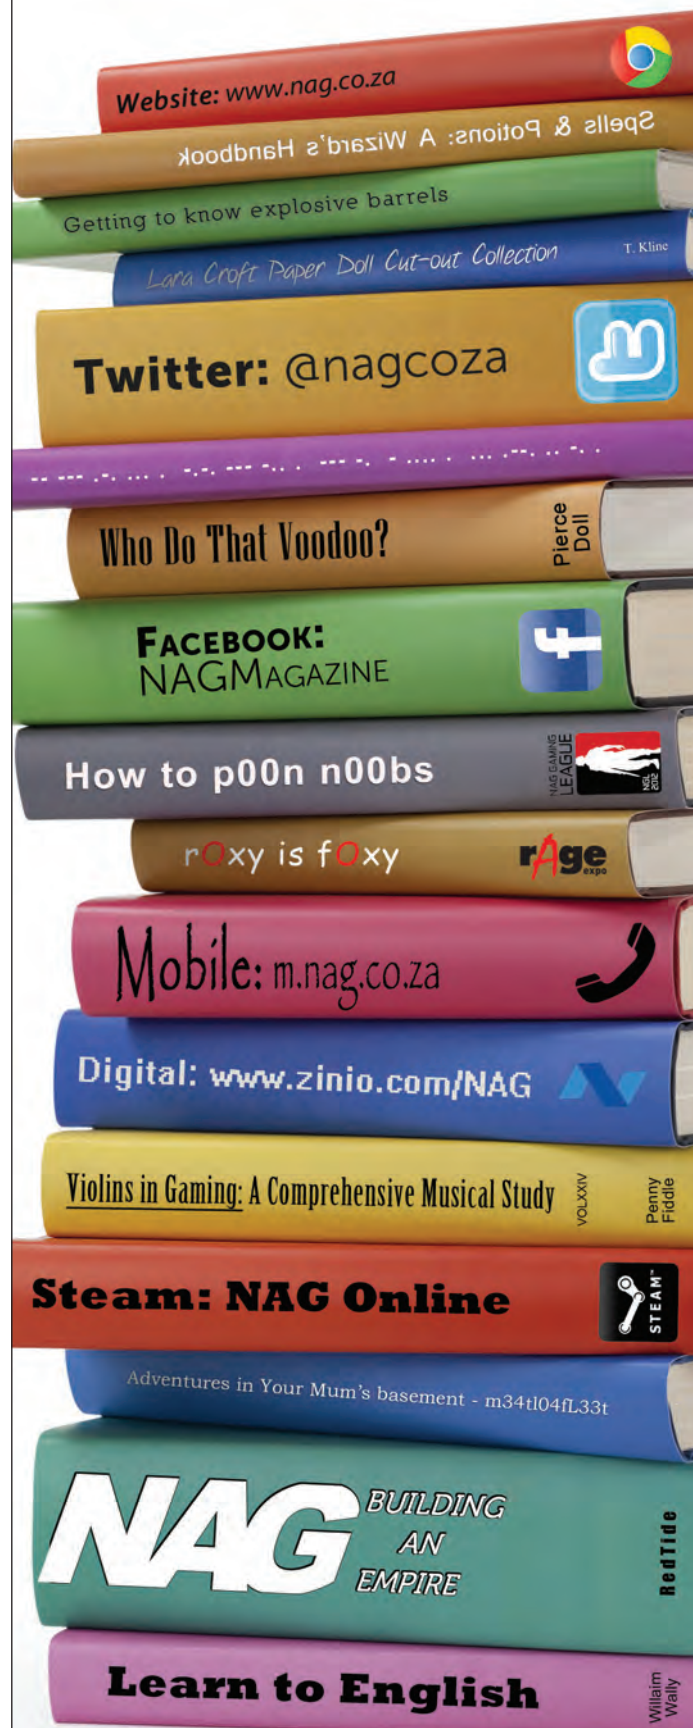 Website: www.nag.co.za
Spells & Potions: A Wizard's Handbook
Getting to know explosive barrels
Lara Croft Paper Doll Cut-out Collection T. Kline
Twitter: @nagcoza
-- --- .-. ... . -.-. --- -.. . --- -. - .... . ... .--. .. -. .
Who Do That Voodoo?
Pierce
Doll
FACEBOOK:
NAGMAGAZINE
f
How to p00n n00bs
NAG GAMING
LEAGUE
NGL
2012
rOxy is fOxy
rAge
expo
Mobile: m.nag.co.za
Digital: www.zinio.com/NAG
Violins in Gaming: A Comprehensive Musical Study
VOLXXIV
Penny
Fiddle
Steam: NAG Online
STEAM™
Adventures in Your Mum's basement - m34tl04fL33t
NAG
BUILDING
AN
EMPIRE
RedTide
Learn to English
Willaim
Wally